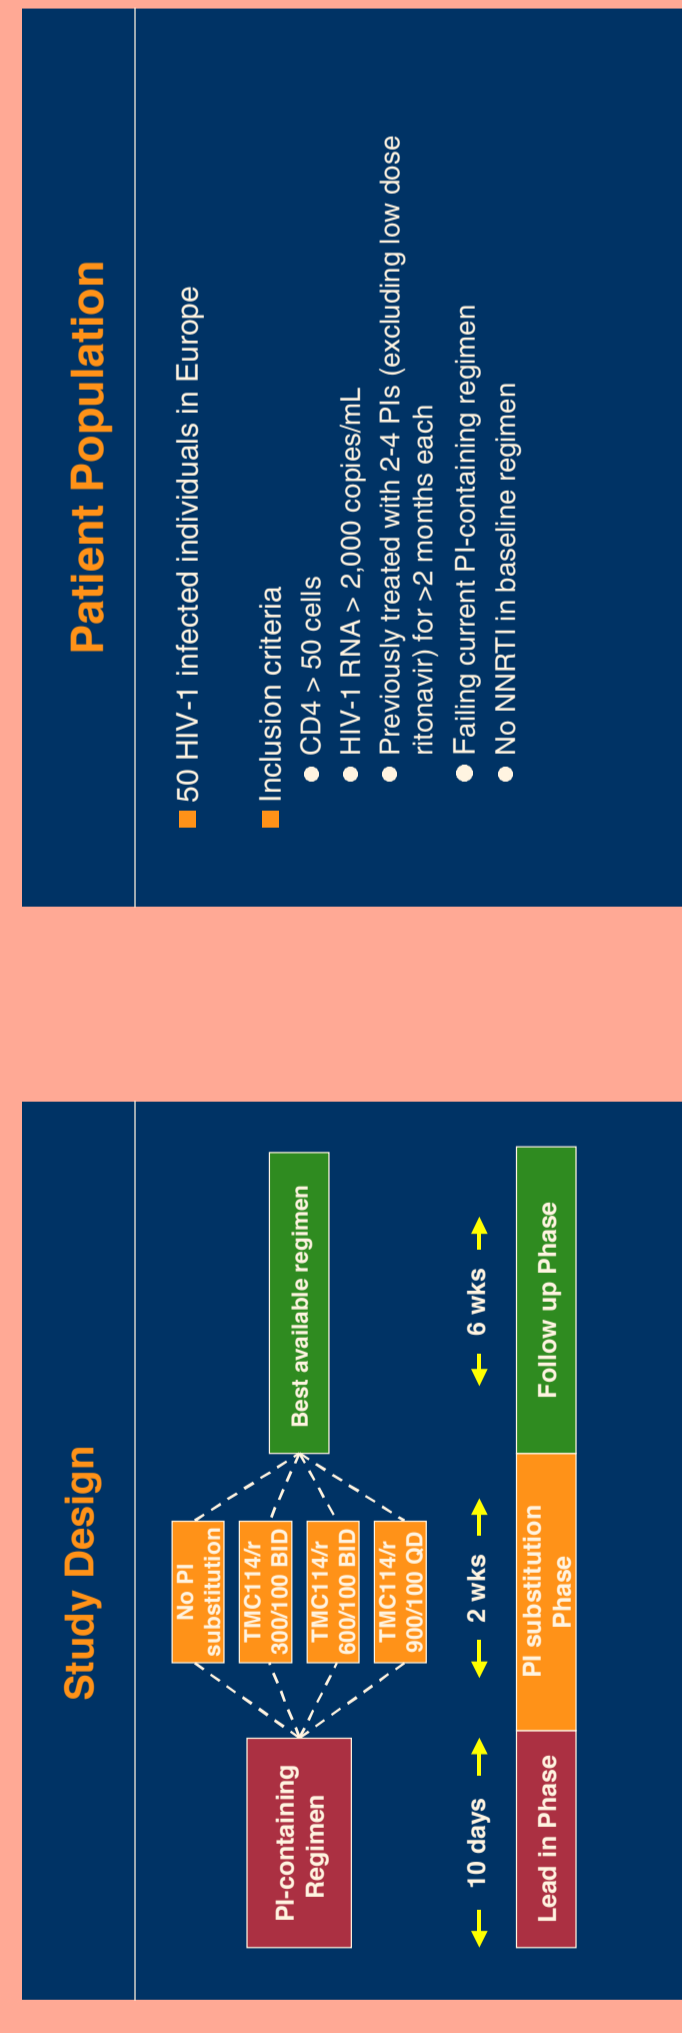 Study Design
PI-containing
Regimen
No PI
substitution
TMC114/r
300/100 BID
TMC114/r
600/100 BID
TMC114/r
900/100 QD
Best available regimen
10 days
2 wks
6 wks
Lead in Phase
PI substitution
Phase
Follow up Phase
Patient Population
50 HIV-1 infected individuals in Europe
Inclusion criteria
CD4 > 50 cells
HIV-1 RNA > 2,000 copies/mL
Previously treated with 2-4 PIs (excluding low dose
ritonavir) for >2 months each
Failing current PI-containing regimen
No NNRTI in baseline regimen